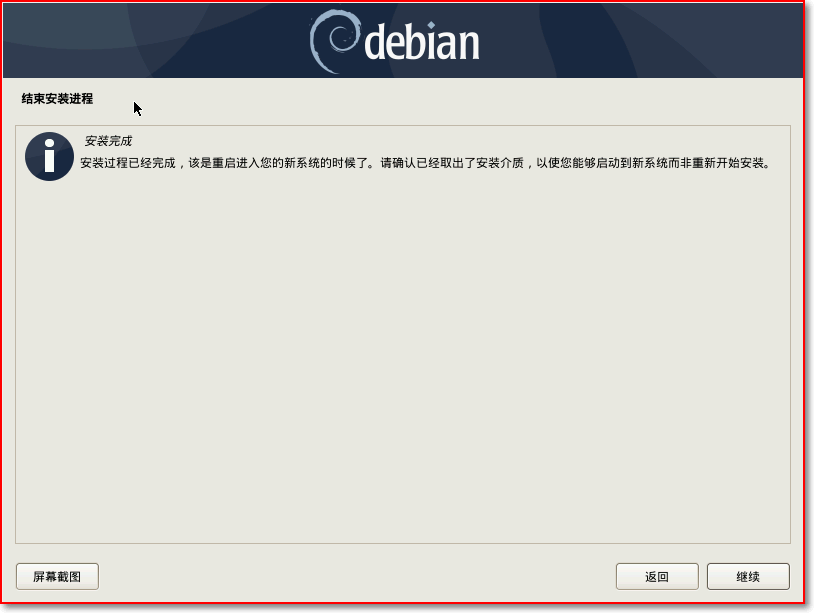 debian
结束安装进程
安装完成
安装过程已经完成，该是重启进入您的新系统的时候了。请确认已经取出了安装介质，以使您能够启动到新系统而非重新开始安装。
屏幕截图
返回
继续